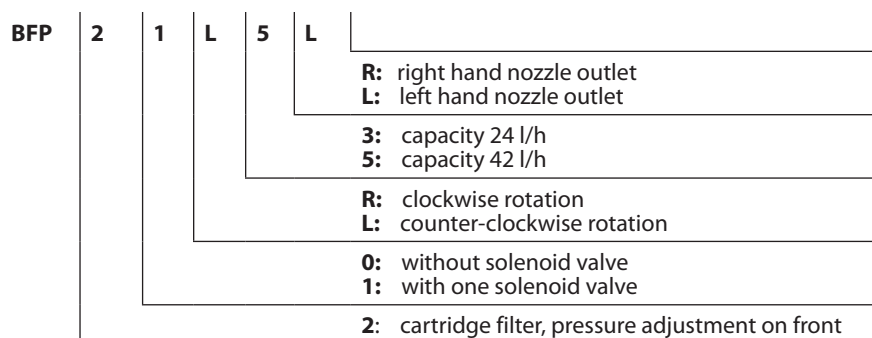 BFP 2 1 L 5 L
R: right hand nozzle outlet
L: left hand nozzle outlet
3: capacity 24 l/h
5: capacity 42 l/h
R: clockwise rotation
L: counter-clockwise rotation
0: without solenoid valve
1: with one solenoid valve
2: cartridge filter, pressure adjustment on front